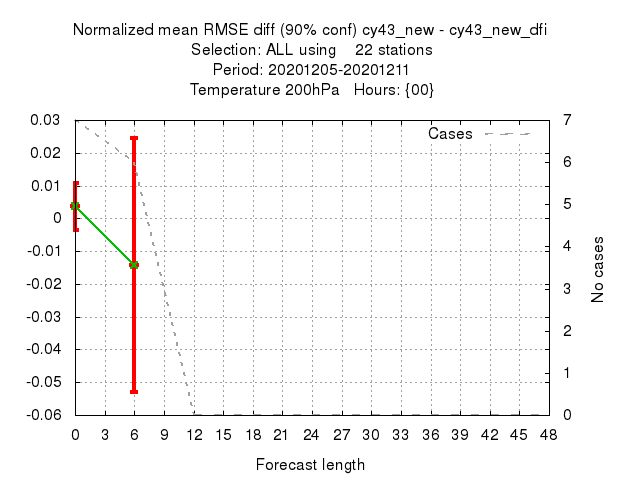 Normalized mean RMSE diff (90% conf) cy43_new - cy43_new_dfi
Selection: ALL using 22 stations
Period: 20201205-20201211
Temperature 200hPa Hours: {00}
Cases
0.03
0.02
0.01
0
-0.01
-0.02
-0.03
-0.04
-0.05
-0.06
7
6
5
4
3
2
1
0
No cases
0 3 6 9 12 15 18 21 24 27 30 33 36 39 42 45 48
Forecast length